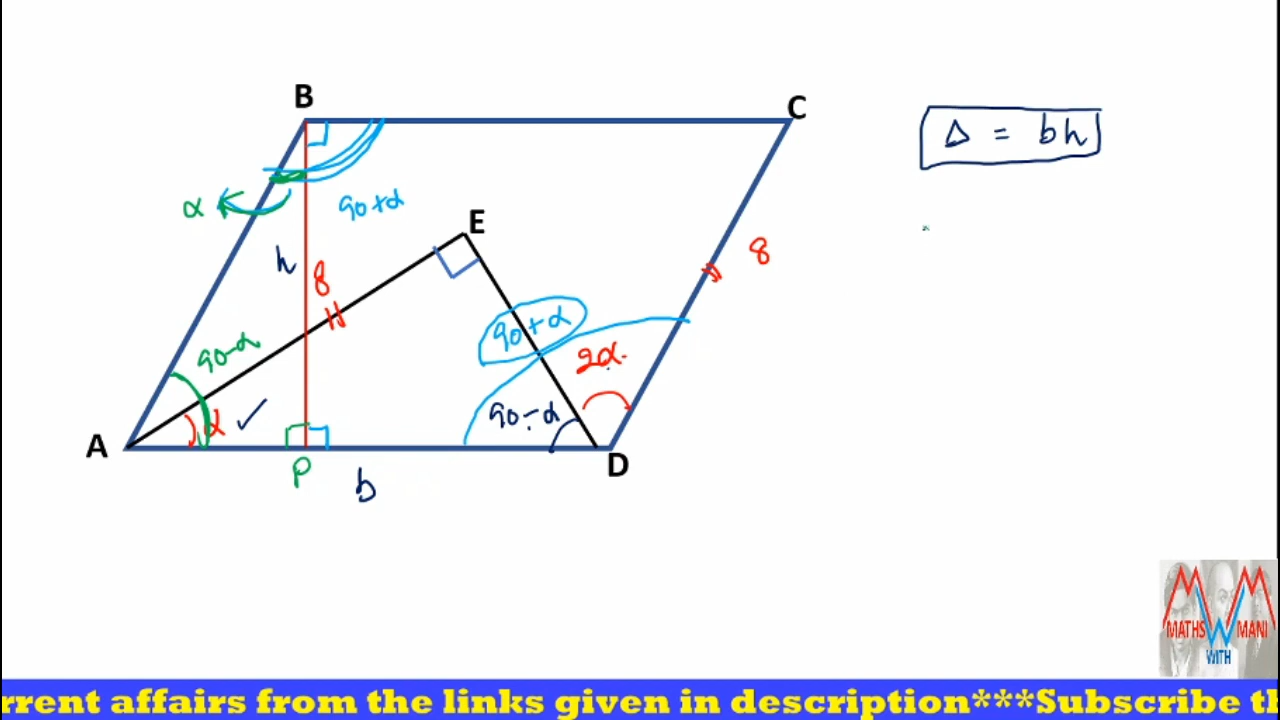 B
C
Δ = bh
α
90+α
E
h
8
8
90+α
90-α
2α
A
α
90-α
D
P
b
MATHS WITH MANI
rrent affairs from the links given in description***Subscribe th